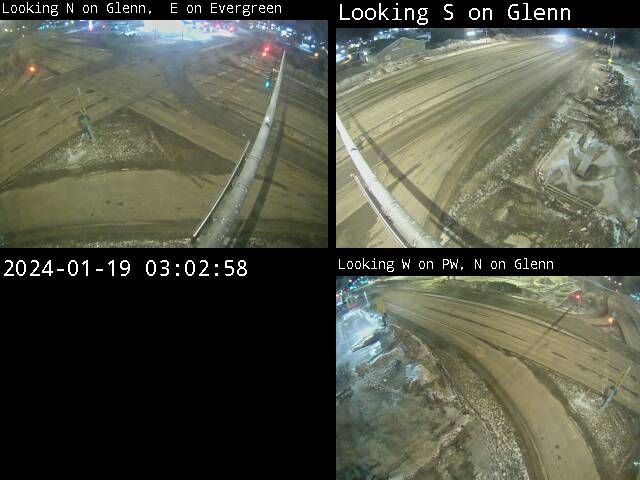 Looking N on Glenn,  E on Evergreen
Looking S on Glenn
2024-01-19 03:02:58
Looking W on PW, N on Glenn